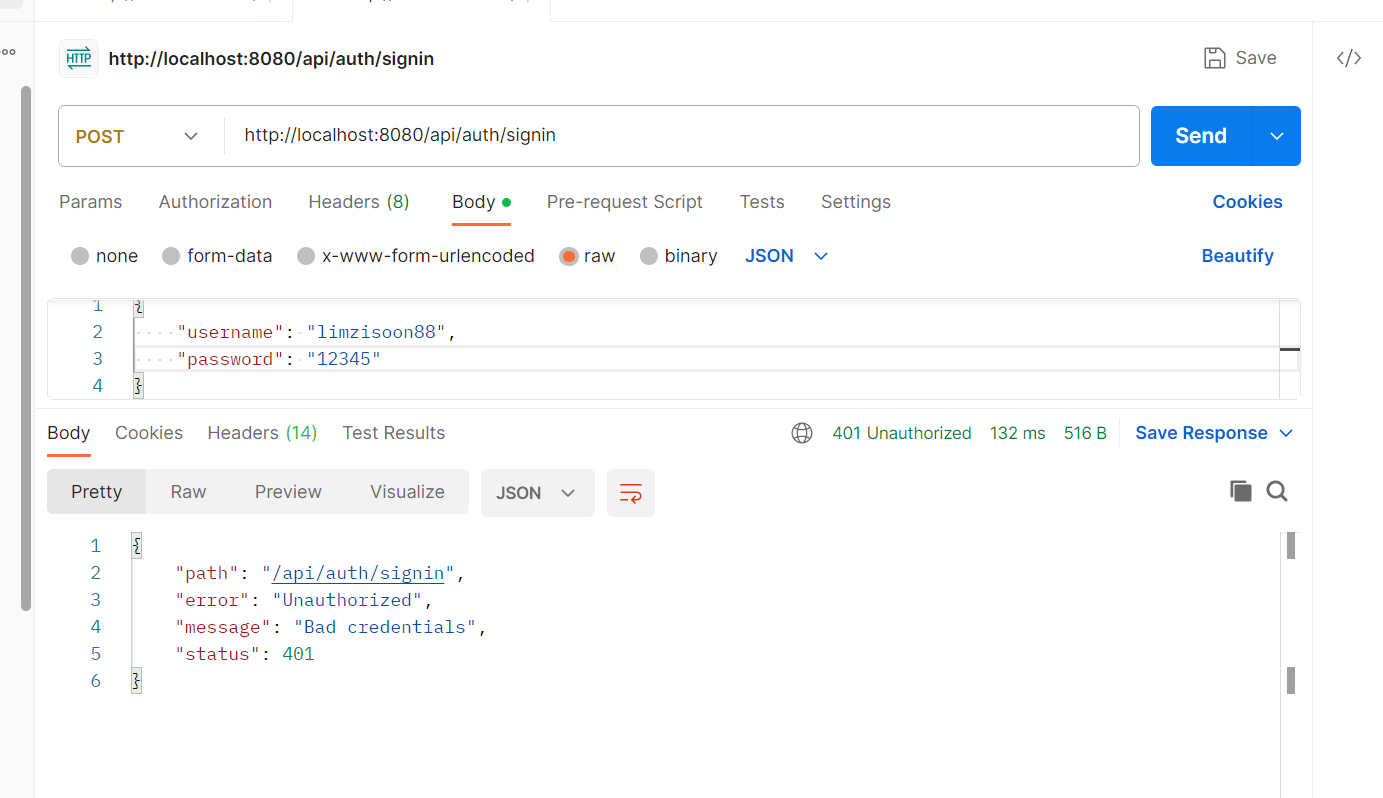 HTTP http://localhost:8080/api/auth/signin Save </>
POST http://localhost:8080/api/auth/signin Send
Params Authorization Headers (8) Body Pre-request Script Tests Settings Cookies
none form-data x-www-form-urlencoded raw binary JSON Beautify
1 {
2 "username": "limzisoon88",
3 "password": "12345"
4 }
Body Cookies Headers (14) Test Results 401 Unauthorized 132 ms 516 B Save Response
Pretty Raw Preview Visualize JSON
1 {
2 "path": "/api/auth/signin",
3 "error": "Unauthorized",
4 "message": "Bad credentials",
5 "status": 401
6 }